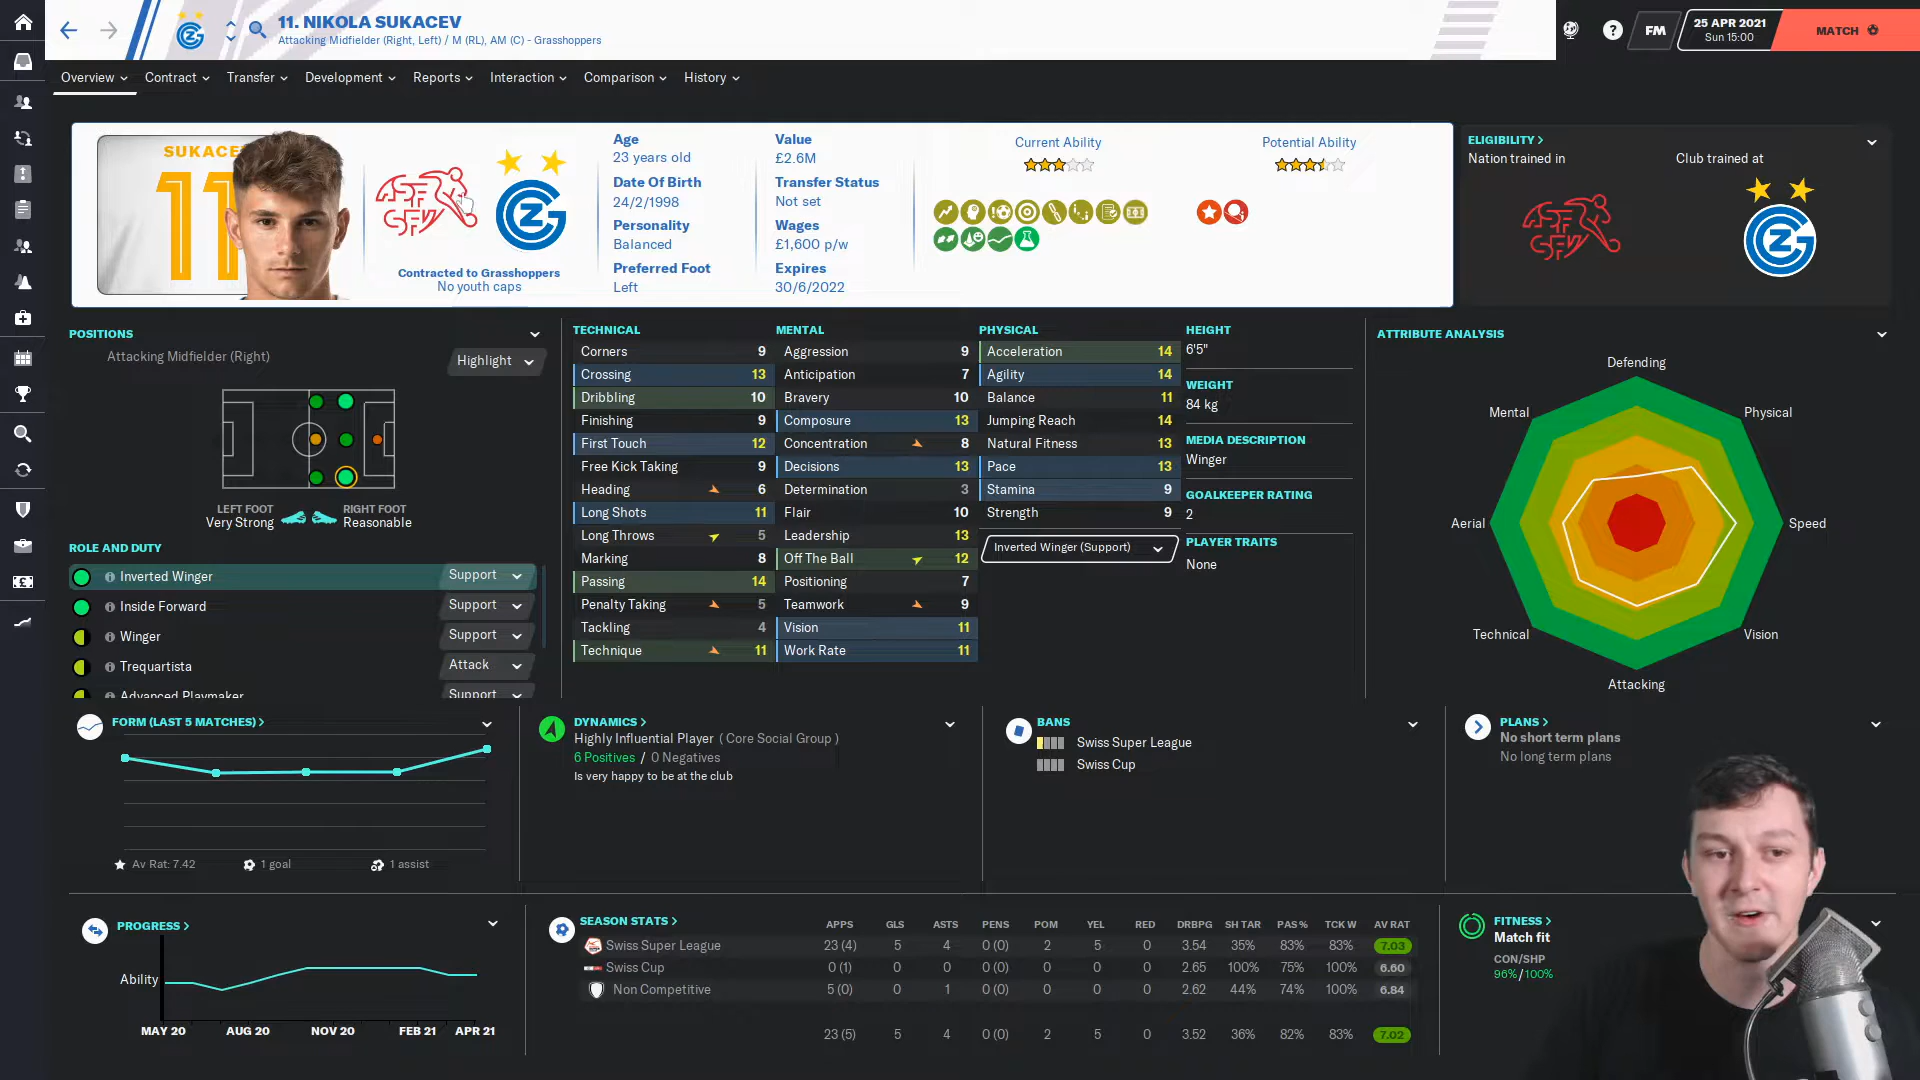 11. NIKOLA SUKACEV
Attacking Midfielder (Right, Left) / M (RL), AM (C) - Grasshoppers
FM
25 APR 2021
Sun 15:00
MATCH
Overview
Contract
Transfer
Development
Reports
Interaction
Comparison
History
SUKACE
11
Contracted to Grasshoppers
No youth caps
Age
23 years old
Date Of Birth
24/2/1998
Personality
Balanced
Preferred Foot
Left
Value
£2.6M
Transfer Status
Not set
Wages
£1,600 p/w
Expires
30/6/2022
Current Ability
Potential Ability
ELIGIBILITY
Nation trained in
Club trained at
POSITIONS
Attacking Midfielder (Right)
Highlight
LEFT FOOT
Very Strong
RIGHT FOOT
Reasonable
ROLE AND DUTY
Inverted Winger Support
Inside Forward Support
Winger Support
Trequartista Attack
Advanced Playmaker Support
TECHNICAL
Corners 9
Crossing 13
Dribbling 10
Finishing 9
First Touch 12
Free Kick Taking 9
Heading 6
Long Shots 11
Long Throws 5
Marking 8
Passing 14
Penalty Taking 5
Tackling 4
Technique 11
MENTAL
Aggression 9
Anticipation 7
Bravery 10
Composure 13
Concentration 8
Decisions 13
Determination 3
Flair 10
Leadership 13
Off The Ball 12
Positioning 7
Teamwork 9
Vision 11
Work Rate 11
PHYSICAL
Acceleration 14
Agility 14
Balance 11
Jumping Reach 14
Natural Fitness 13
Pace 13
Stamina 9
Strength 9
Inverted Winger (Support)
HEIGHT
6'5"
WEIGHT
84 kg
MEDIA DESCRIPTION
Winger
GOALKEEPER RATING
2
PLAYER TRAITS
None
ATTRIBUTE ANALYSIS
Defending
Physical
Speed
Vision
Attacking
Technical
Aerial
Mental
FORM (LAST 5 MATCHES)
Av Rat: 7.42
1 goal
1 assist
DYNAMICS
Highly Influential Player ( Core Social Group )
6 Positives / 0 Negatives
Is very happy to be at the club
BANS
Swiss Super League
Swiss Cup
PLANS
No short term plans
No long term plans
PROGRESS
Ability
MAY 20 AUG 20 NOV 20 FEB 21 APR 21
SEASON STATS APPS GLS ASTS PENS POM YEL RED DRBPG SH TAR PAS% TCK W AV RAT
Swiss Super League 23 (4) 5 4 0 (0) 2 5 0 3.54 35% 83% 83% 7.03
Swiss Cup 0 (1) 0 0 0 (0) 0 0 0 2.65 100% 75% 100% 6.60
Non Competitive 5 (0) 0 1 0 (0) 0 0 0 2.62 44% 74% 100% 6.84
23 (5) 5 4 0 (0) 2 5 0 3.52 36% 82% 83% 7.02
FITNESS
Match fit
CON/SHP
96%/100%